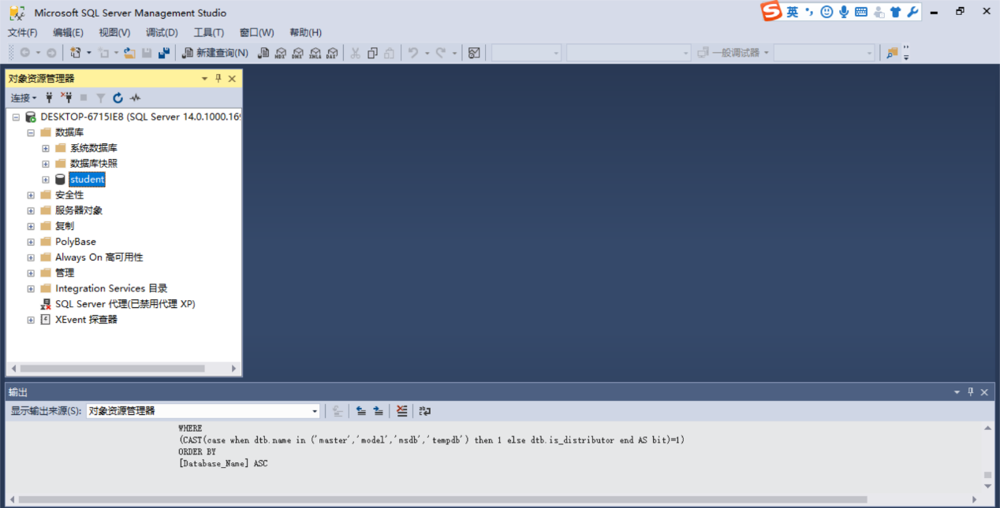 Microsoft SQL Server Management Studio
英
文件(F) 编辑(E) 视图(V) 调试(D) 工具(T) 窗口(W) 帮助(H)
新建查询(N) MDX DMX XMLA DAX 一般调试器
对象资源管理器
连接
DESKTOP-6715IE8 (SQL Server 14.0.1000.16
数据库
系统数据库
数据库快照
student
安全性
服务器对象
复制
PolyBase
Always On 高可用性
管理
Integration Services 目录
SQL Server 代理(已禁用代理 XP)
XEvent 探查器
输出
显示输出来源(S): 对象资源管理器
WHERE
(CAST(case when dtb.name in ('master','model','msdb','tempdb') then 1 else dtb.is_distributor end AS bit)=1)
ORDER BY
[Database_Name] ASC